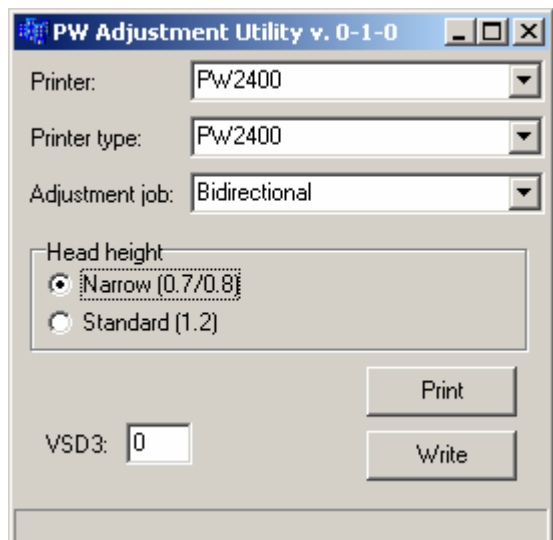 PW Adjustment Utility v. 0-1-0
Printer: PW2400
Printer type: PW2400
Adjustment job: Bidirectional
Head height
Narrow (0.7/0.8)
Standard (1.2)
Print
VSD3: 0
Write